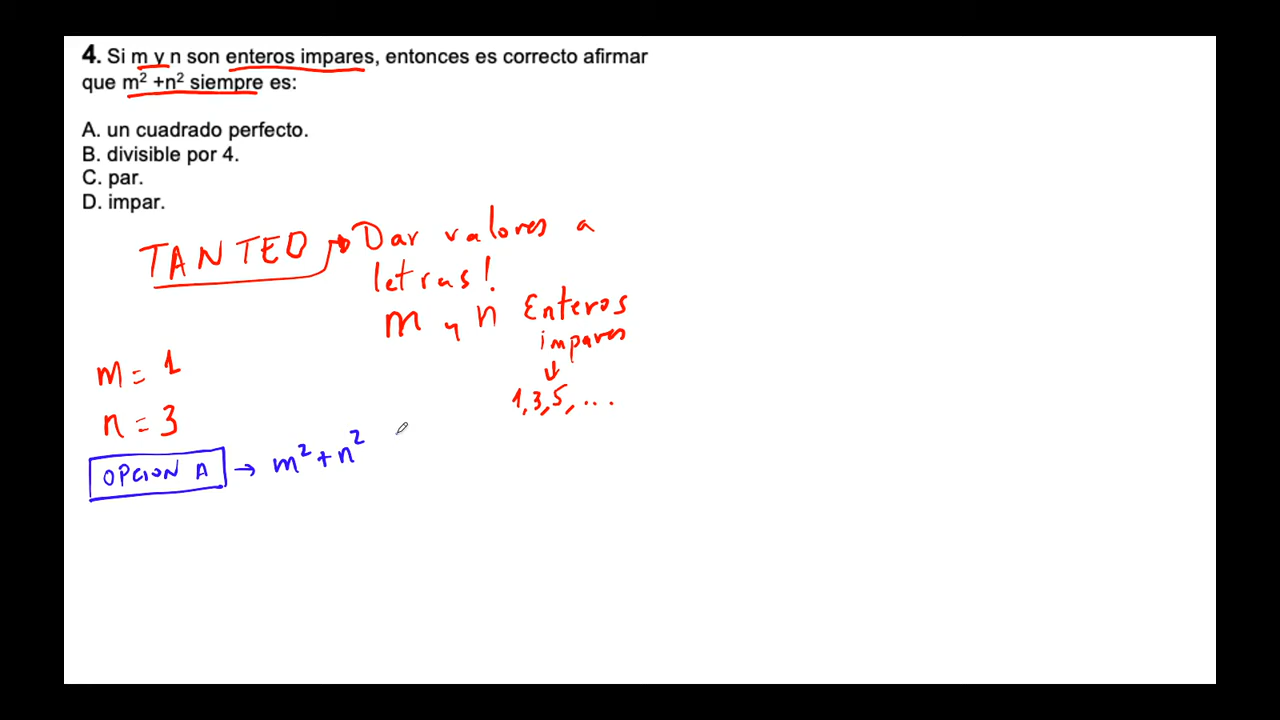 4. Si m y n son enteros impares, entonces es correcto afirmar
que m² +n² siempre es:
A. un cuadrado perfecto.
B. divisible por 4.
C. par.
D. impar.
TANTEO → Dar valores a
letras!
m y n Enteros
impares
↓
1,3,5,...
m = 1
n = 3
OPCION A → m² + n²